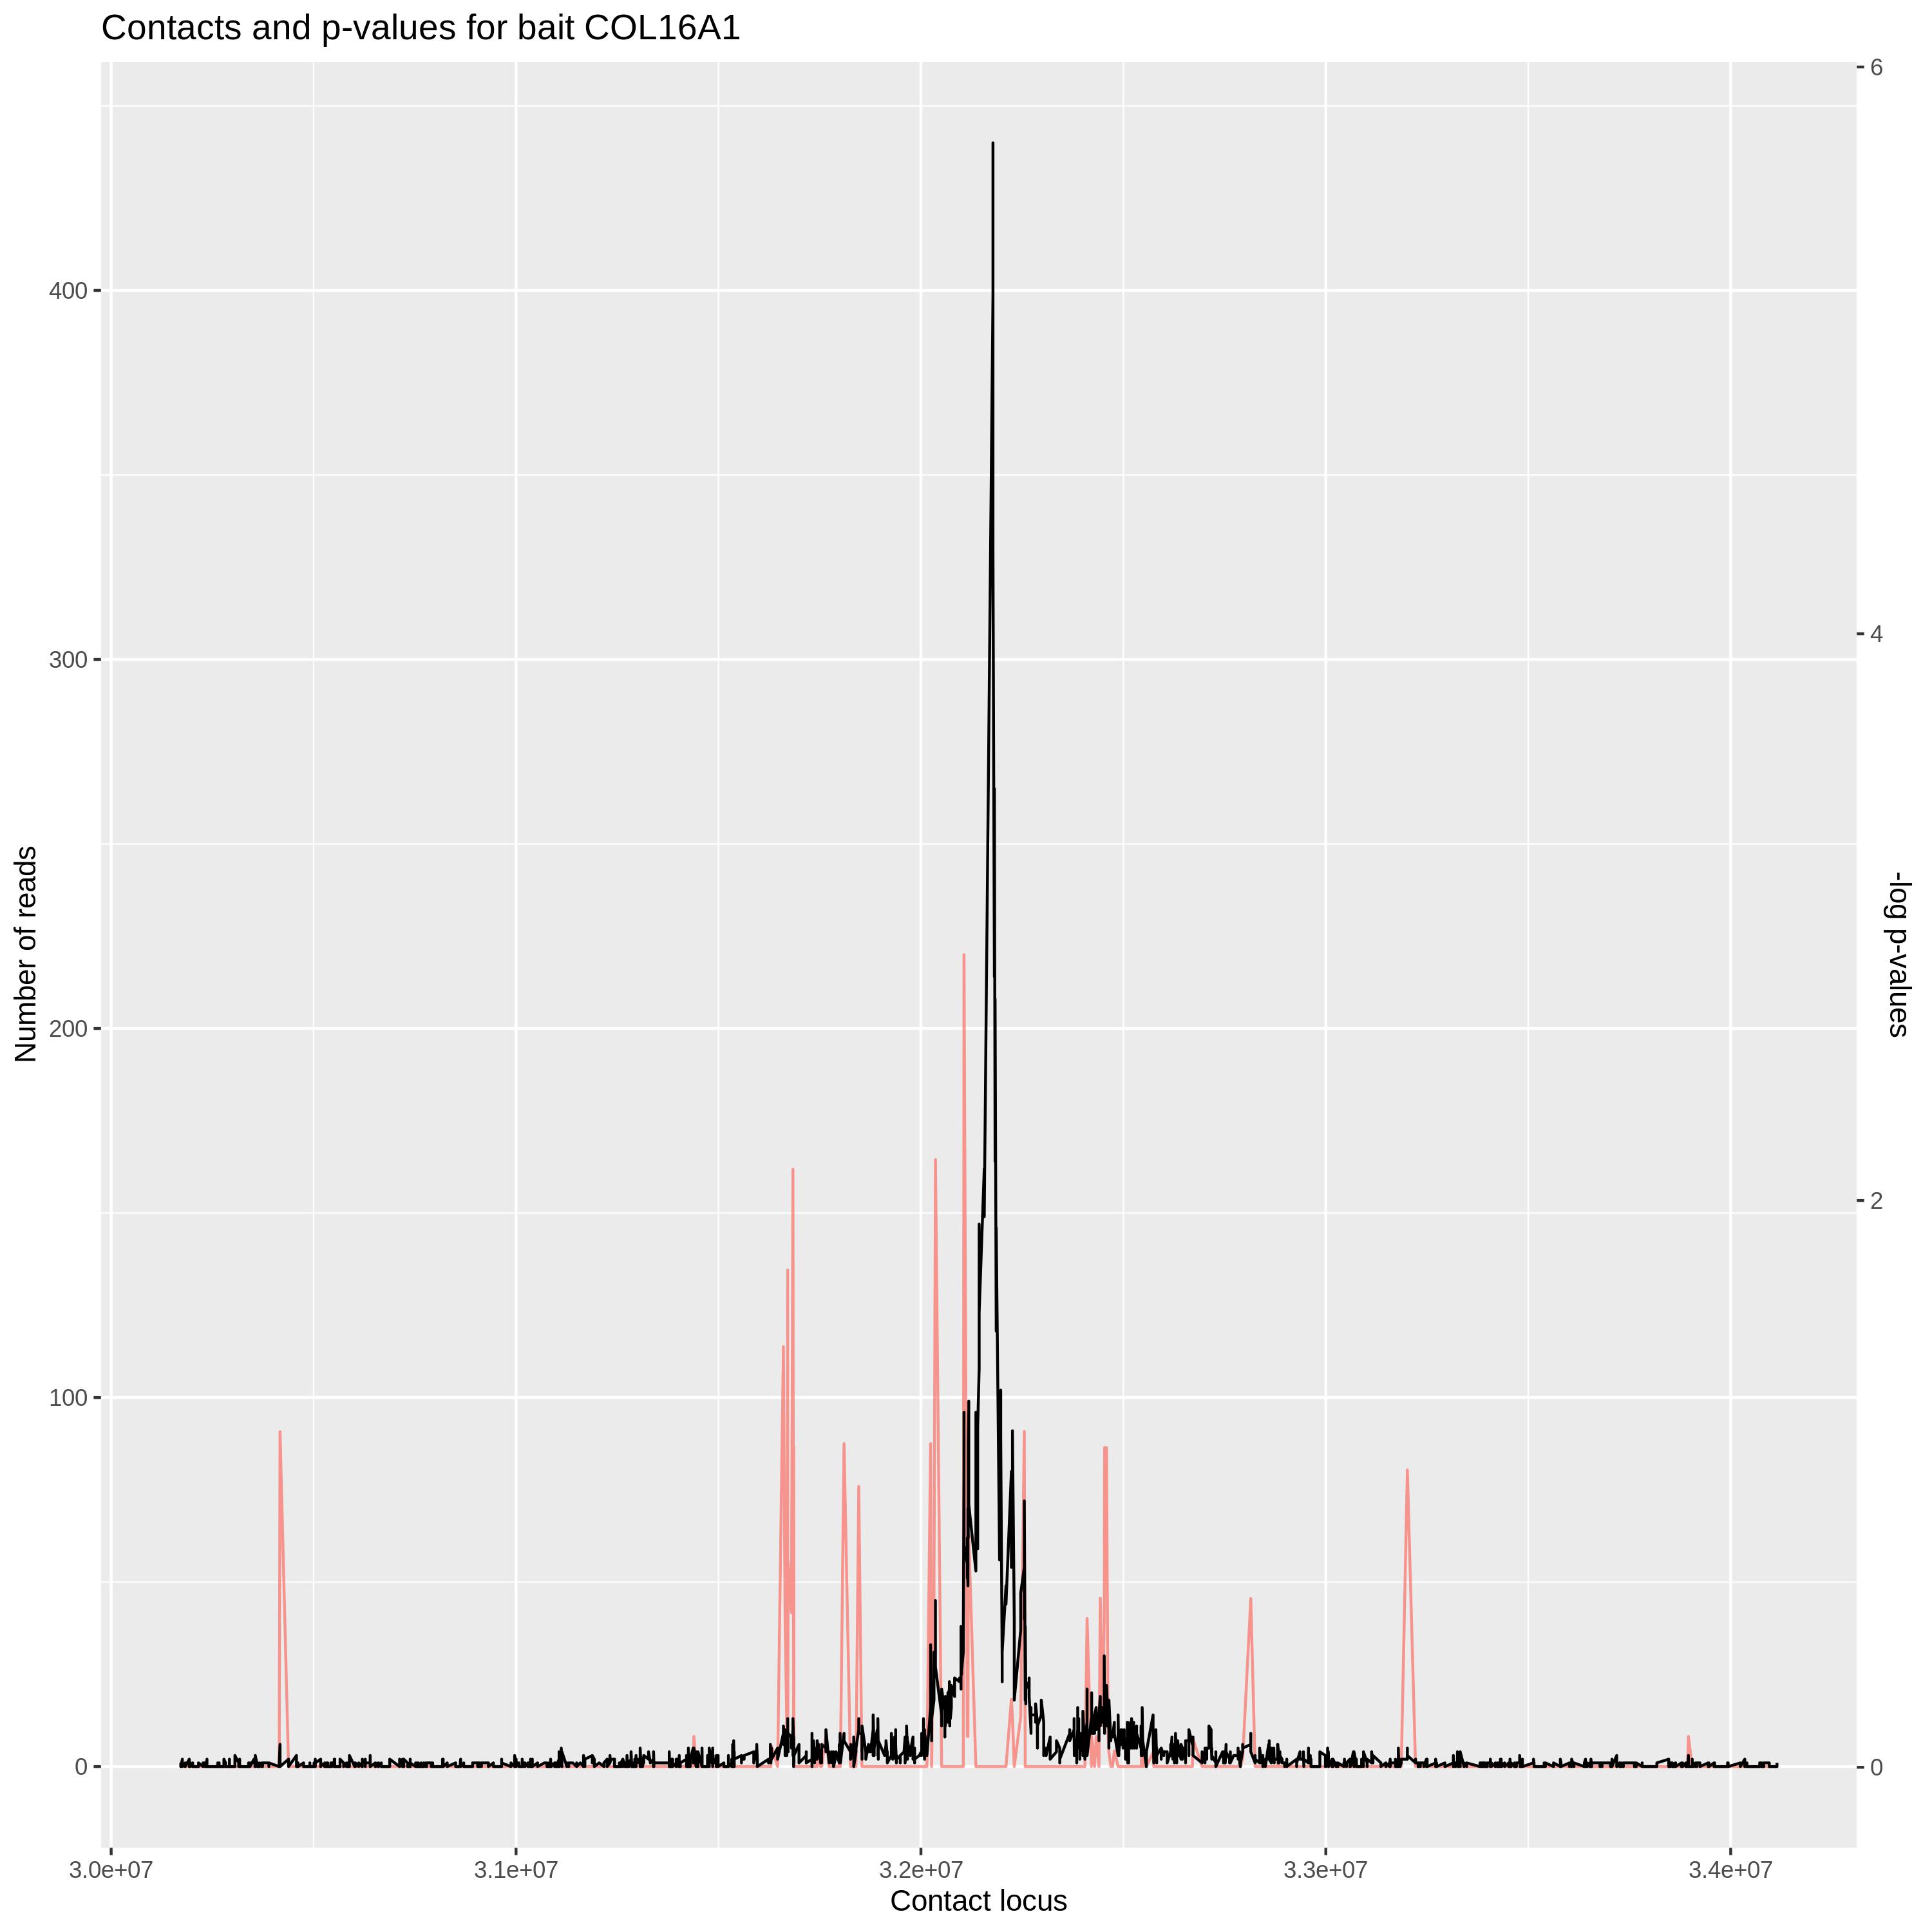 Contacts and p-values for bait COL16A1
6
400
300
4
Number of reads
-log p-values
200
2
100
0
0
3.0e+07 3.1e+07 3.2e+07 3.3e+07 3.4e+07
Contact locus